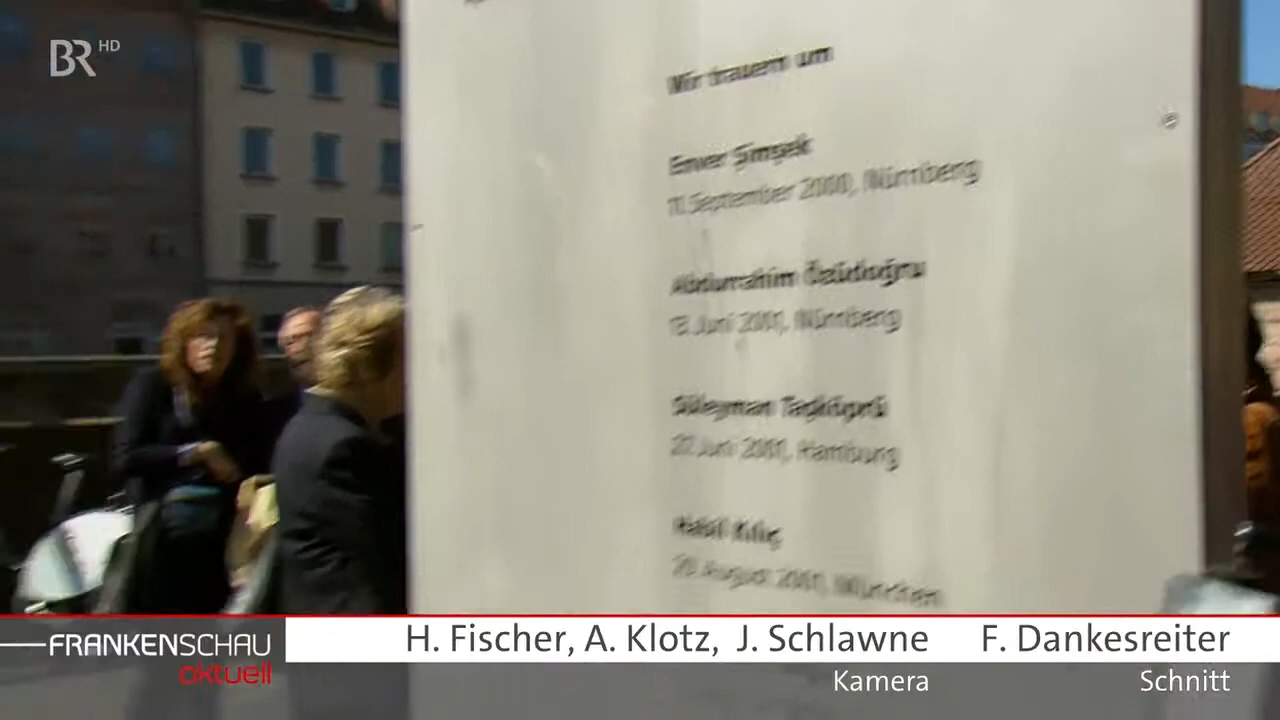 BR HD
Wir trauern um
Enver Şimşek
11. September 2000, Nürnberg
Abdurrahim Özüdoğru
13. Juni 2001, Nürnberg
Süleyman Taşköprü
27. Juni 2001, Hamburg
Habil Kılıç
29. August 2001, München
FRANKENSCHAU
aktuell
H. Fischer, A. Klotz, J. Schlawne F. Dankesreiter
Kamera Schnitt